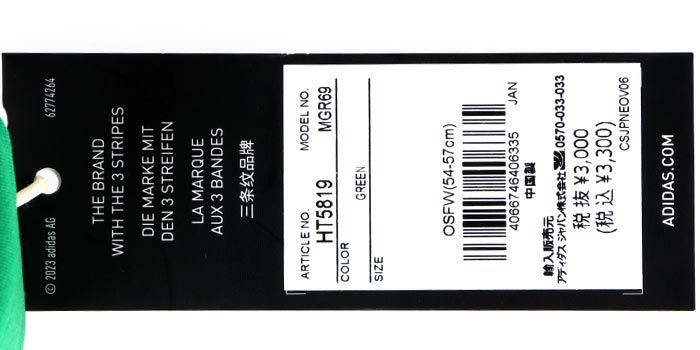 © 2023 adidas AG
62774264
THE BRAND
WITH THE 3 STRIPES
DIE MARKE MIT
DEN 3 STREIFEN
LA MARQUE
AUX 3 BANDES
三条纹品牌
ARTICLE NO.
MODEL NO.
HT5819
MGR69
COLOR
GREEN
SIZE
OSFW(54-57cm)
4066746406335
JAN
中国製
輸入販売元
アディダス ジャパン株式会社 0570-033-033
税 抜 ¥3,000
(税 込 ¥3,300)
CSJPNEOV06
ADIDAS.COM